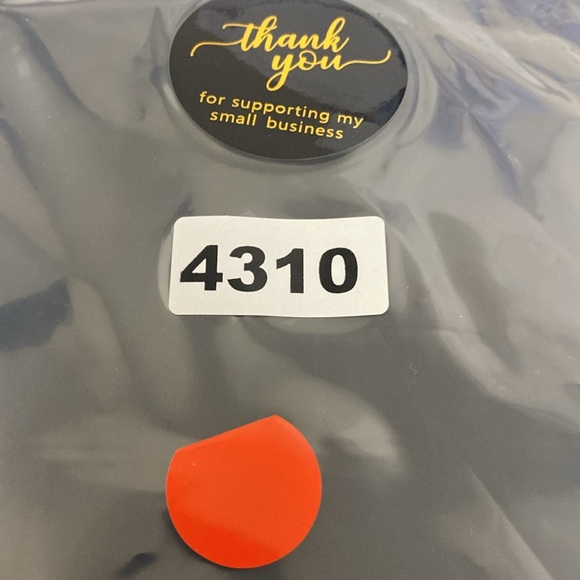 thank
you
for supporting my
small business
4310